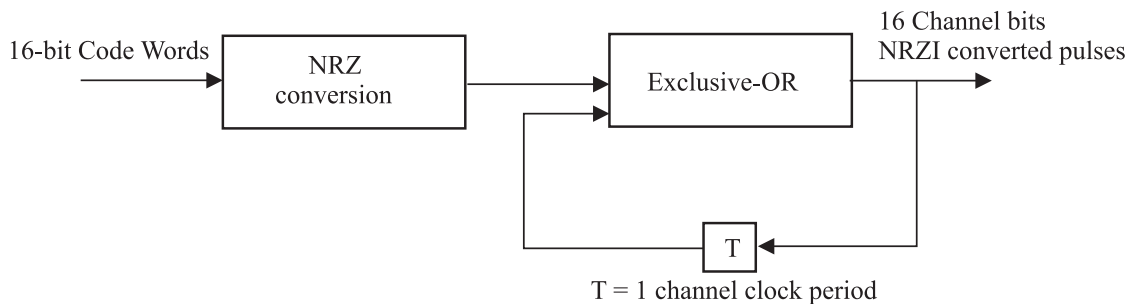 16-bit Code Words
NRZ
conversion
Exclusive-OR
16 Channel bits
NRZI converted pulses
T
T = 1 channel clock period